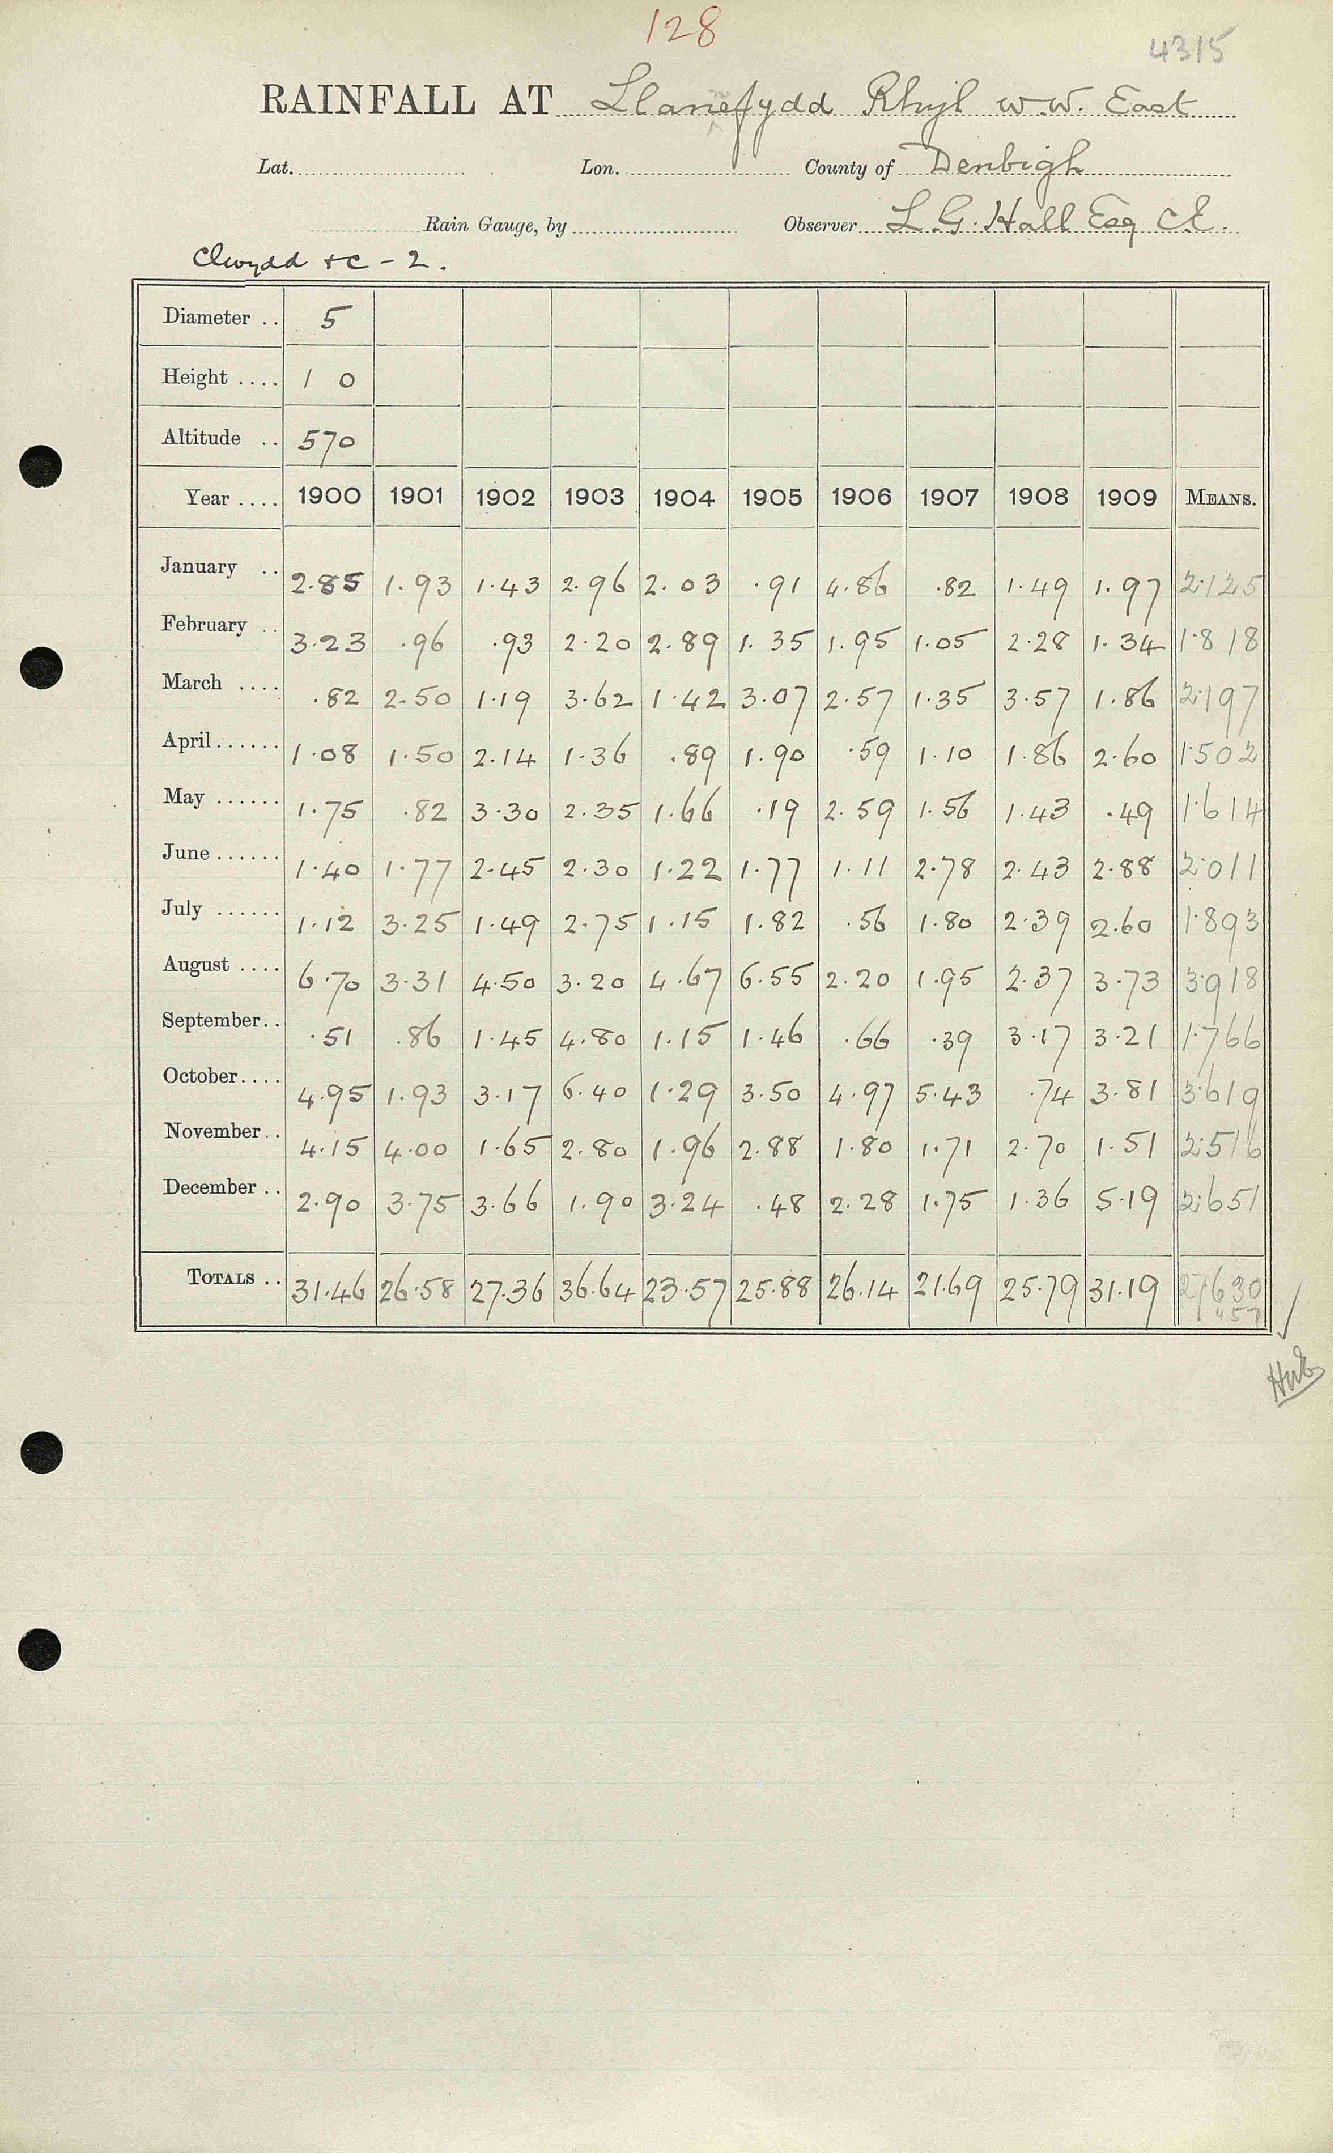 128
4315
RAINFALL AT Llanefydd Rhyl W.W. East
Lat. Lon. County of Denbigh
Rain Gauge, by Observer L. G. Hall Esq CE.
Clwydd &c - 2.
Diameter .. 5
Height .... 1 0
Altitude .. 570
Year .... 1900 1901 1902 1903 1904 1905 1906 1907 1908 1909 MEANS.
January .. 2.85 1.93 1.43 2.96 2.03 .91 4.86 .82 1.49 1.97 2.125
February .. 3.23 .96 .93 2.20 2.89 1.35 1.95 1.05 2.28 1.34 1.818
March .... .82 2.50 1.19 3.62 1.42 3.07 2.57 1.35 3.57 1.86 2.197
April...... 1.08 1.50 2.14 1.36 .89 1.90 .59 1.10 1.86 2.60 1.502
May ...... 1.75 .82 3.30 2.35 1.66 .19 2.59 1.56 1.43 .49 1.614
June...... 1.40 1.77 2.45 2.30 1.22 1.77 1.11 2.78 2.43 2.88 2.011
July ...... 1.12 3.25 1.49 2.75 1.15 1.82 .56 1.80 2.39 2.60 1.893
August .... 6.70 3.31 4.50 3.20 4.67 6.55 2.20 1.95 2.37 3.73 3.918
September.. .51 .86 1.45 4.80 1.15 1.46 .66 .39 3.17 3.21 1.766
October.... 4.95 1.93 3.17 6.40 1.29 3.50 4.97 5.43 .74 3.81 3.619
November.. 4.15 4.00 1.65 2.80 1.96 2.88 1.80 1.71 2.70 1.51 2.516
December .. 2.90 3.75 3.66 1.90 3.24 .48 2.28 1.75 1.36 5.19 2.651
TOTALS .. 31.46 26.58 27.36 36.64 23.57 25.88 26.14 21.69 25.79 31.19 27.630